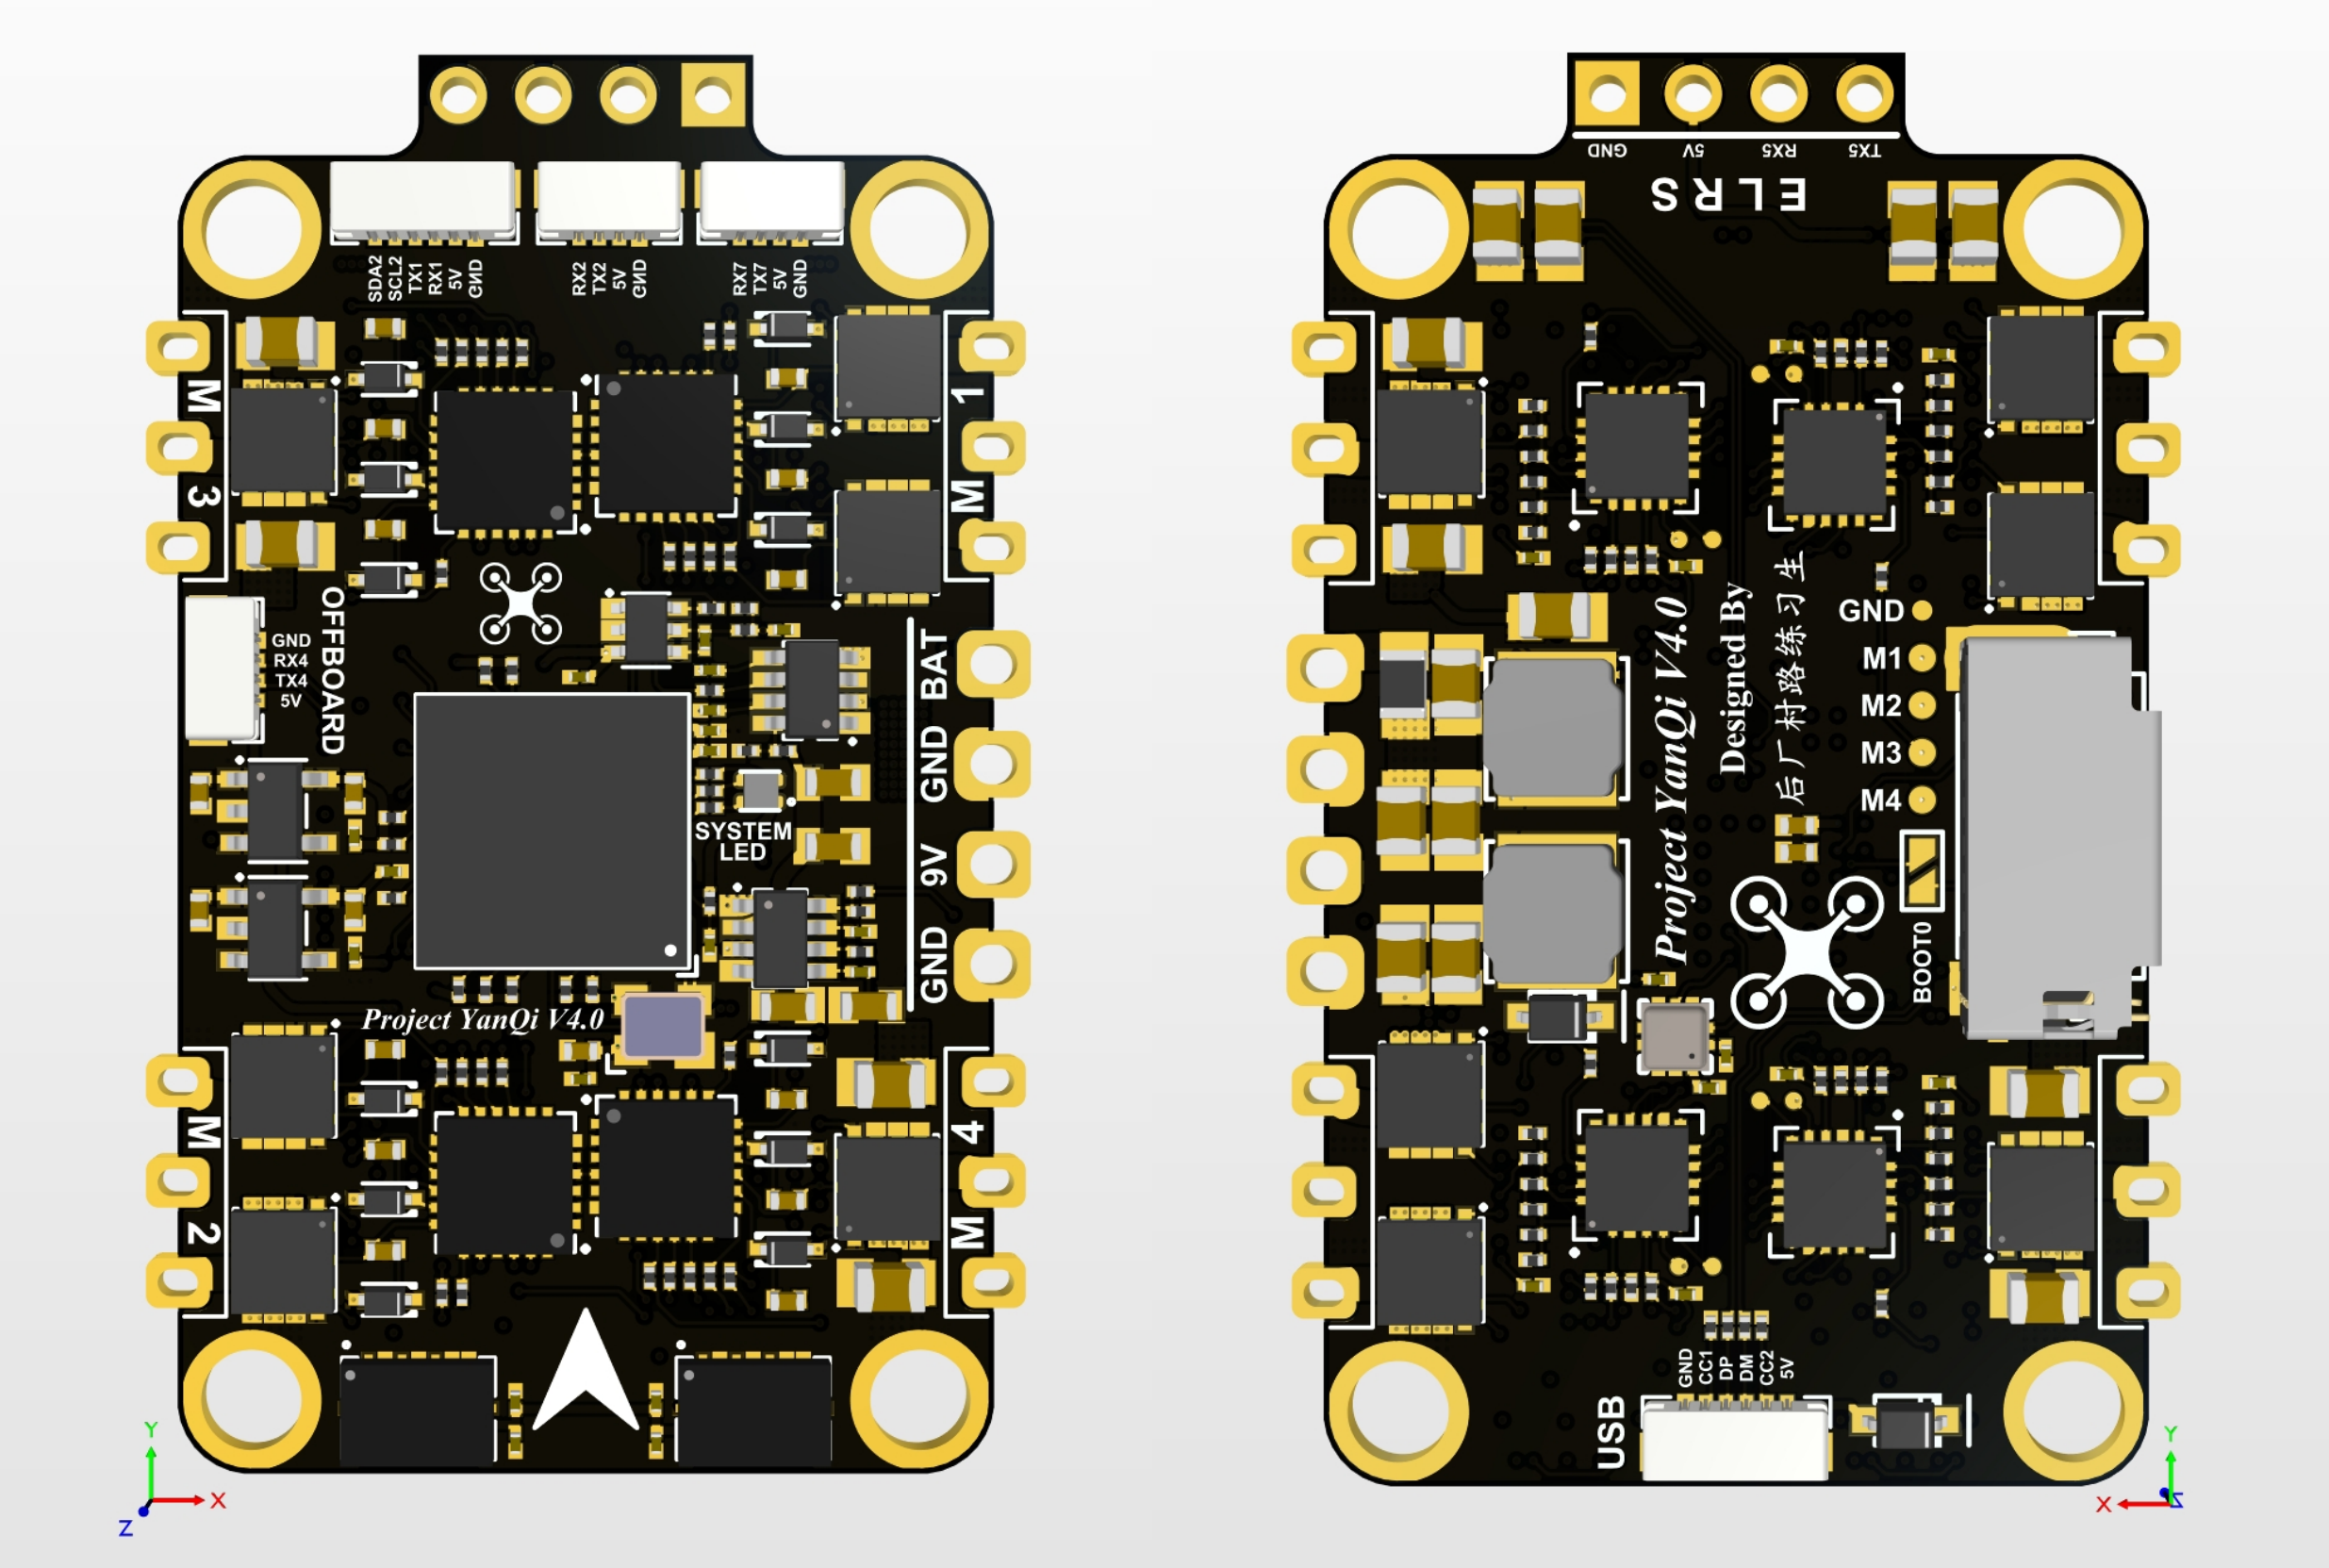 SDA2
SCL2
TX1
RX1
5V
GND
RX2
TX2
5V
GND
RX7
TX7
5V
GND
M 3
1 M
OFFBOARD
GND
RX4
TX4
5V
BAT
GND
9V
GND
SYSTEM
LED
Project YanQi V4.0
M 2
4 M
Y
X
Z
GND
5V
RX5
TX5
ELRS
Project YanQi V4.0
Designed By
后厂村路练习生
GND
M1
M2
M3
M4
BOOT0
GND
CC1
DP
DM
CC2
5V
USB
Y
X
Z